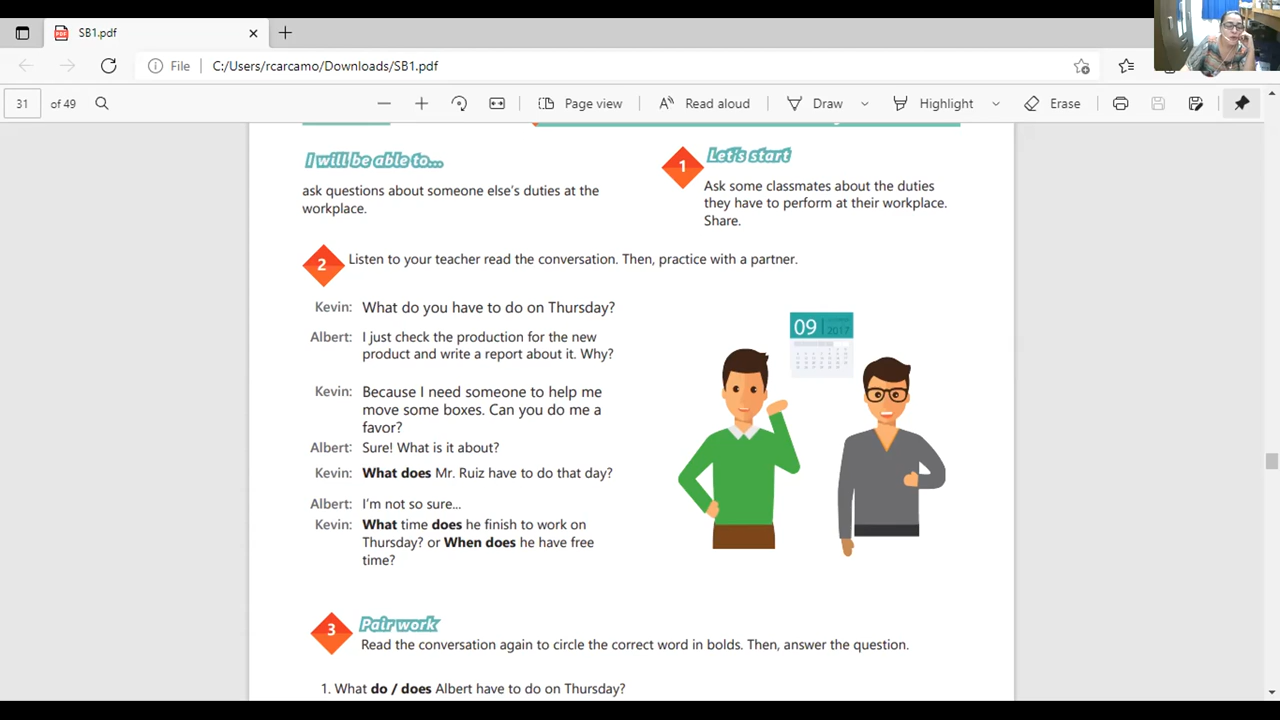 SB1.pdf
File C:/Users/rcarcamo/Downloads/SB1.pdf
31 of 49 Page view Read aloud Draw Highlight Erase
I will be able to...
ask questions about someone else's duties at the
workplace.
1 Let's start
Ask some classmates about the duties
they have to perform at their workplace.
Share.
2 Listen to your teacher read the conversation. Then, practice with a partner.
Kevin: What do you have to do on Thursday?
Albert: I just check the production for the new
product and write a report about it. Why?
Kevin: Because I need someone to help me
move some boxes. Can you do me a
favor?
Albert: Sure! What is it about?
Kevin: What does Mr. Ruiz have to do that day?
Albert: I'm not so sure...
Kevin: What time does he finish to work on
Thursday? or When does he have free
time?
09
2017
3 Pair work
Read the conversation again to circle the correct word in bolds. Then, answer the question.
1. What do / does Albert have to do on Thursday?